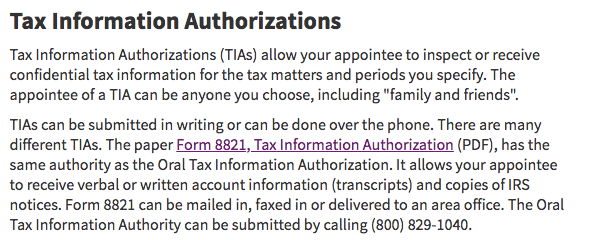 Tax Information Authorizations
Tax Information Authorizations (TIAs) allow your appointee to inspect or receive
confidential tax information for the tax matters and periods you specify. The
appointee of a TIA can be anyone you choose, including "family and friends".
TIAs can be submitted in writing or can be done over the phone. There are many
different TIAs. The paper Form 8821, Tax Information Authorization (PDF), has the
same authority as the Oral Tax Information Authorization. It allows your appointee
to receive verbal or written account information (transcripts) and copies of IRS
notices. Form 8821 can be mailed in, faxed in or delivered to an area office. The Oral
Tax Information Authority can be submitted by calling (800) 829-1040.